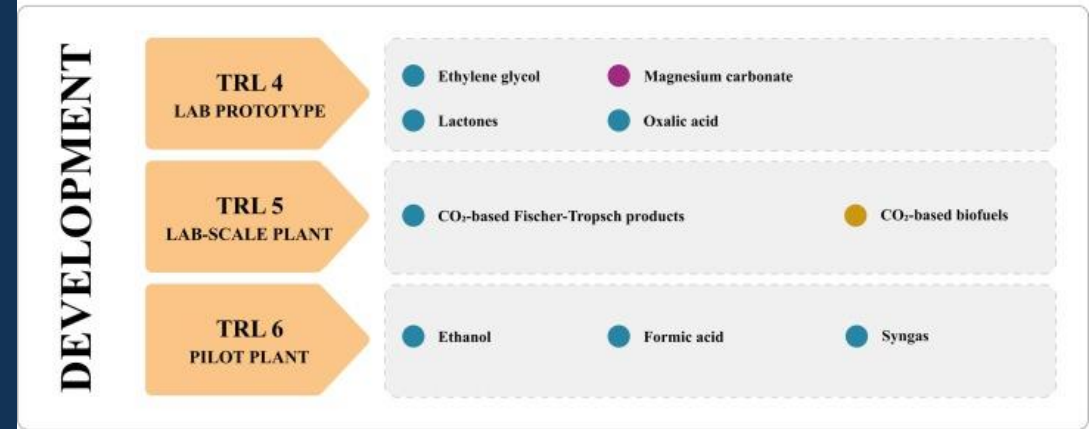 DEVELOPMENT
TRL 4
LAB PROTOTYPE
Ethylene glycol
Magnesium carbonate
Lactones
Oxalic acid
TRL 5
LAB-SCALE PLANT
CO₂-based Fischer-Tropsch products
CO₂-based biofuels
TRL 6
PILOT PLANT
Ethanol
Formic acid
Syngas